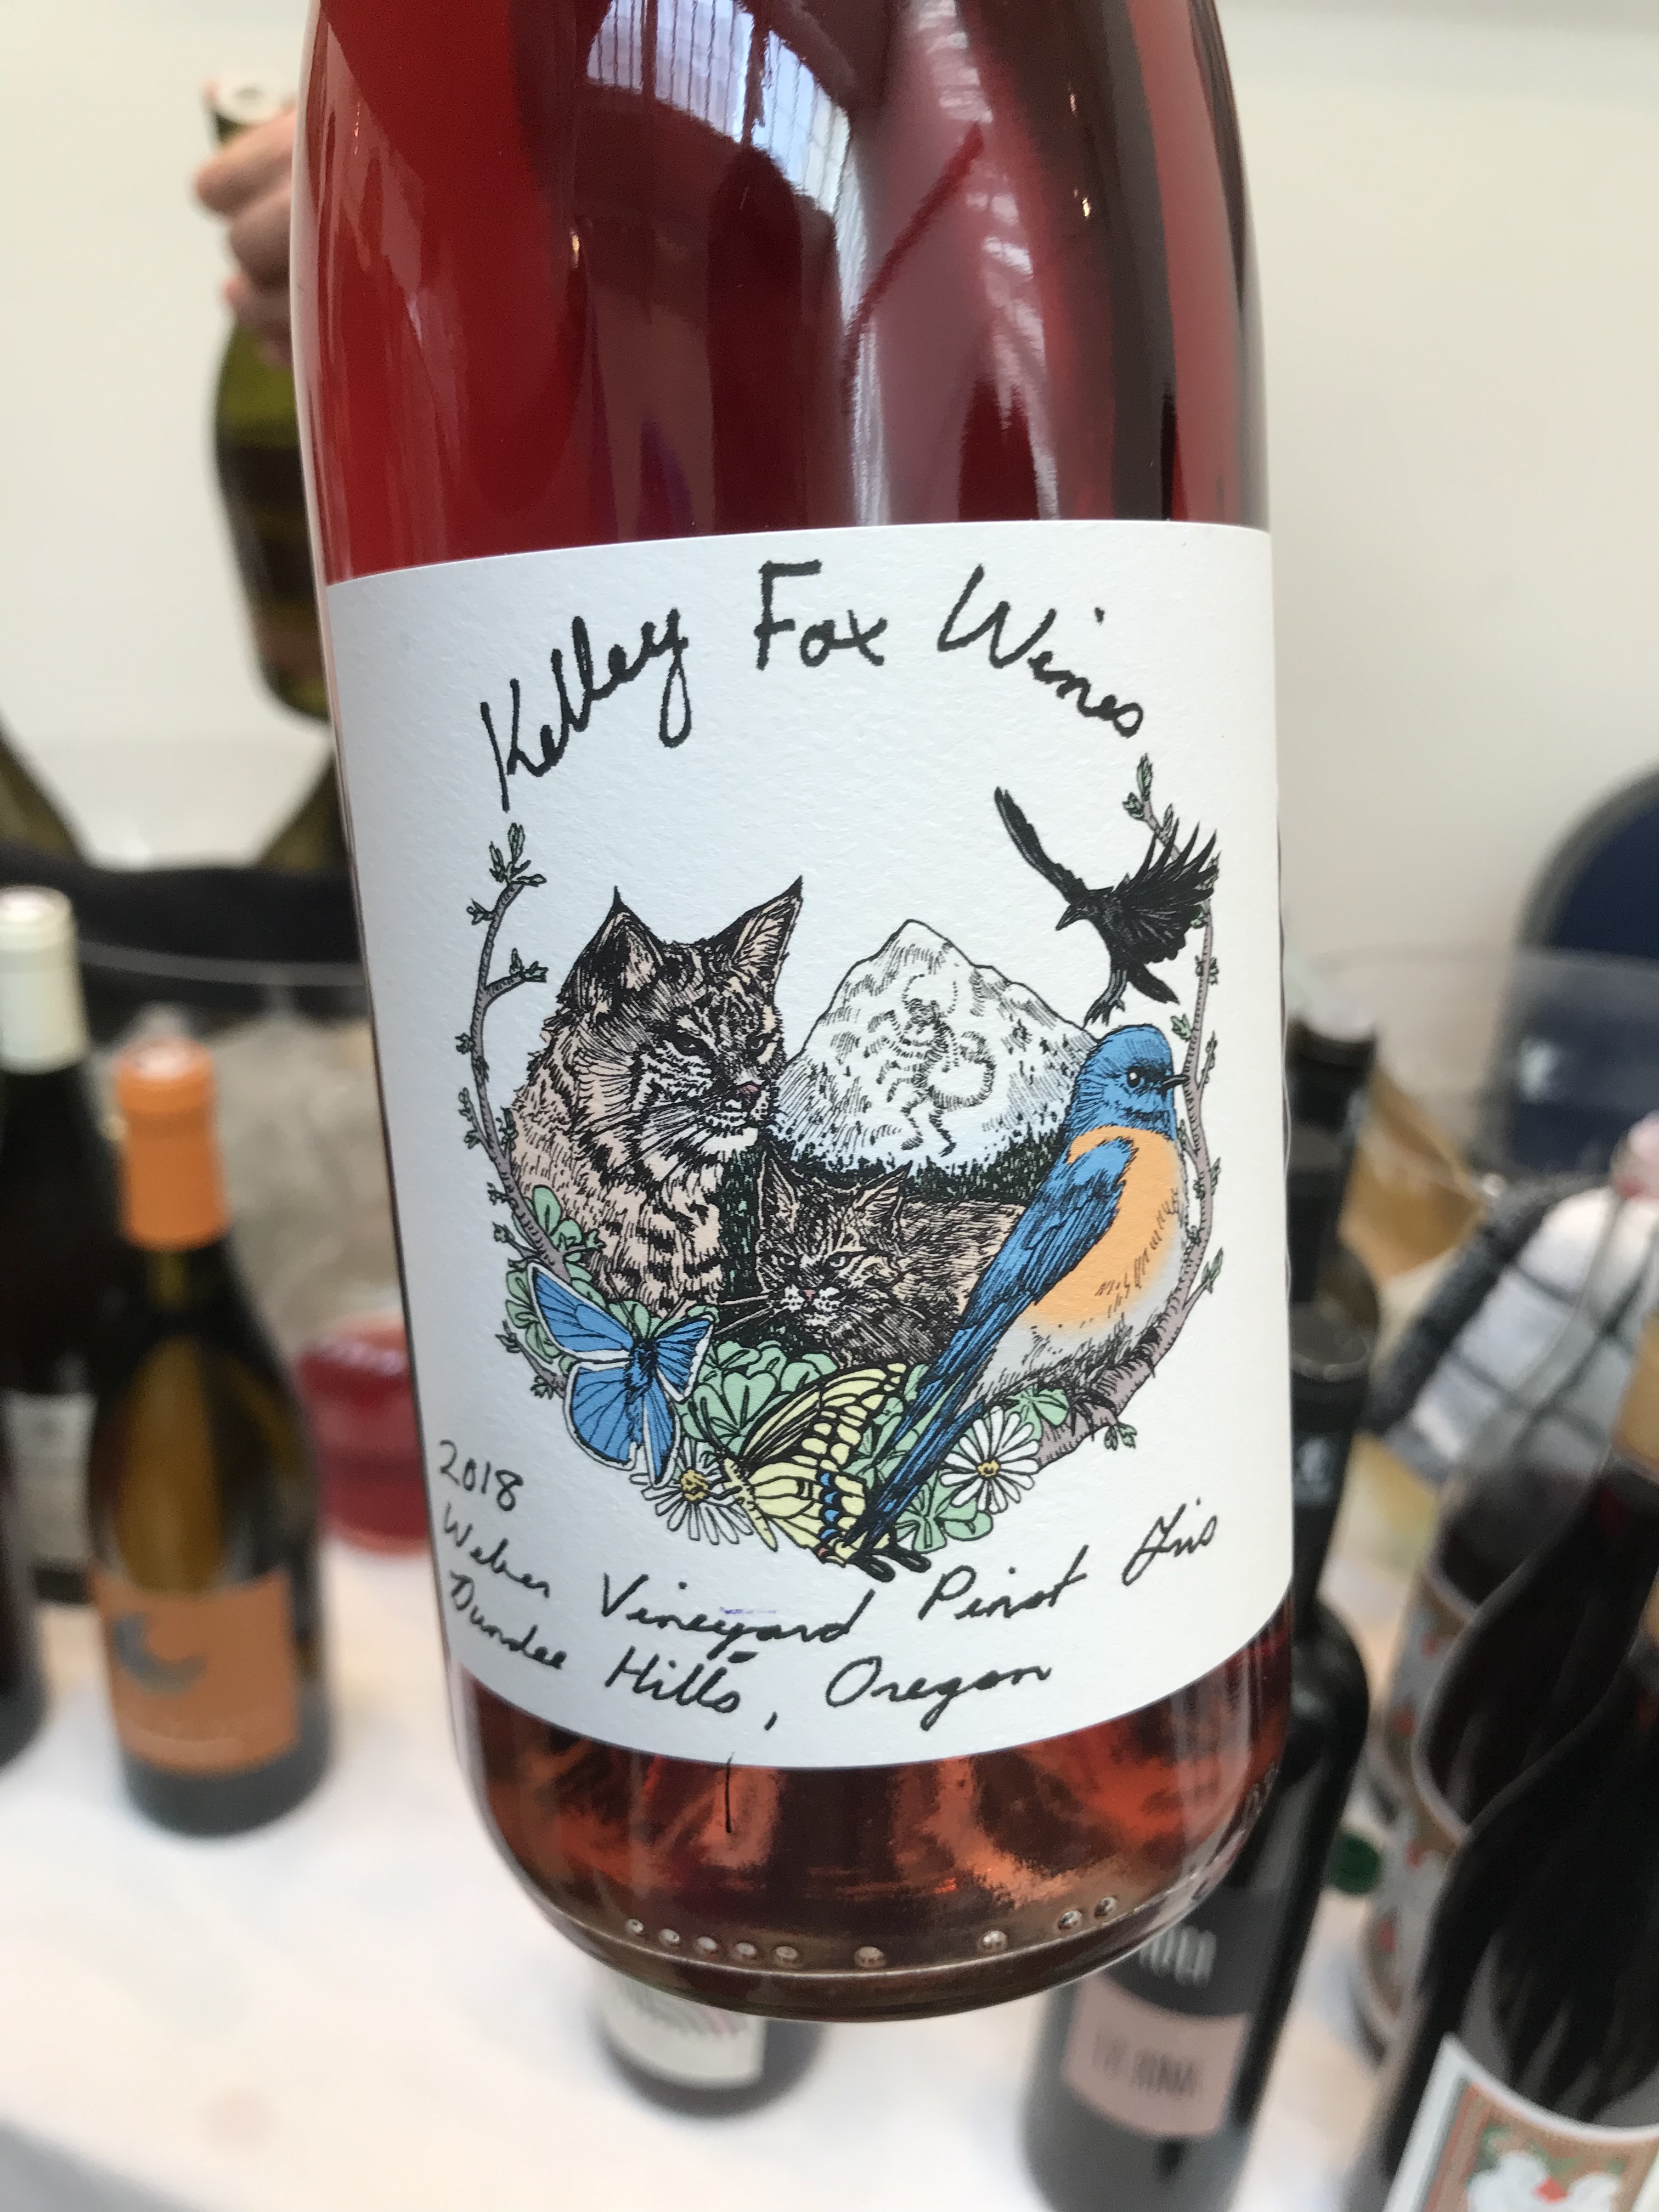 Kelley Fox Wines
2018
Weber Vineyard Pinot Gris
Dundee Hills, Oregon